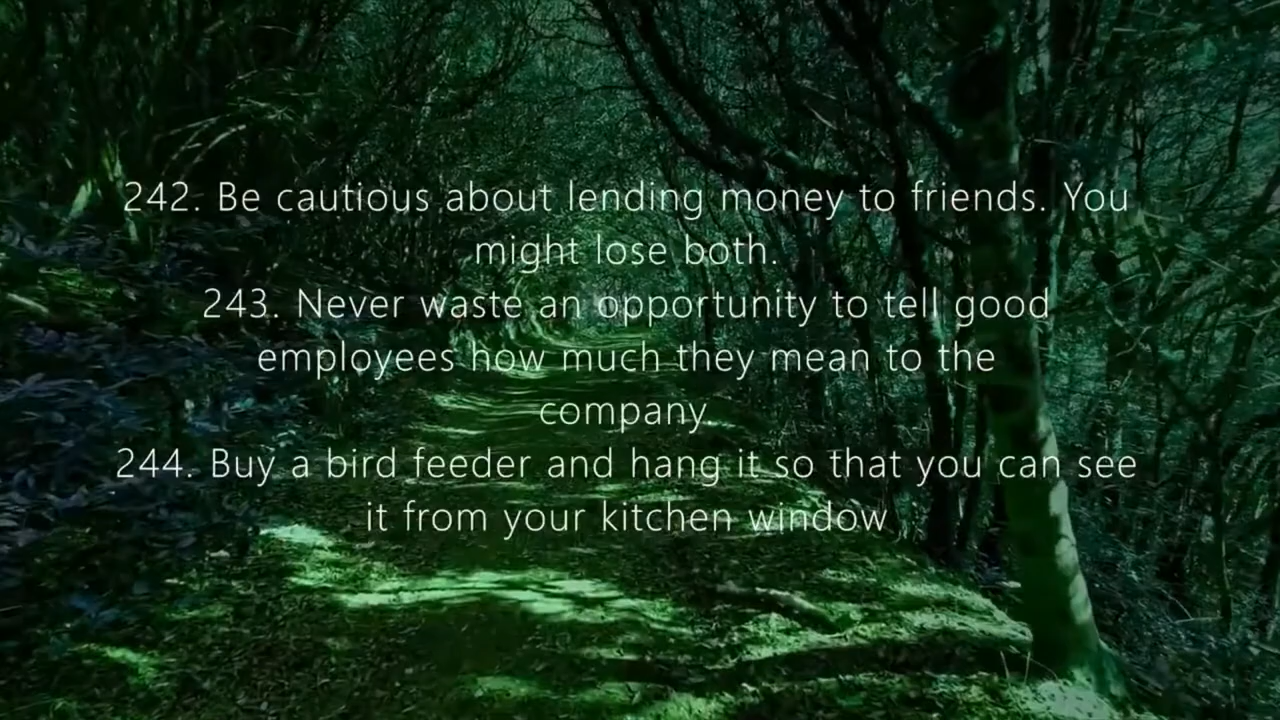 242. Be cautious about lending money to friends. You
might lose both.
243. Never waste an opportunity to tell good
employees how much they mean to the
company.
244. Buy a bird feeder and hang it so that you can see
it from your kitchen window